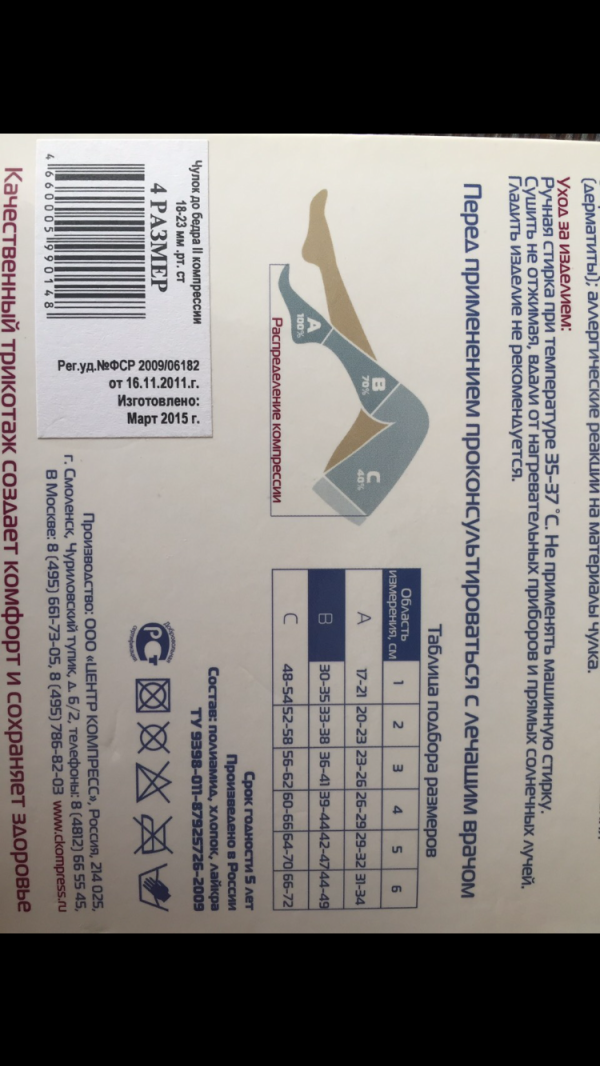 (дерматиты); аллергические реакции на материалы чулка.
Уход за изделием:
Ручная стирка при температуре 35-37 °С. Не применять машинную стирку.
Сушить не отжимая, вдали от нагревательных приборов и прямых солнечных лучей.
Гладить изделие не рекомендуется.
Перед применением проконсультироваться с лечащим врачом
A
100%
B
70%
C
40%
Распределение компрессии
Таблица подбора размеров
Область измерения, см 1 2 3 4 5 6
A 17-21 20-23 23-26 26-29 29-32 31-34
B 30-35 33-38 36-41 39-44 42-47 44-49
C 48-54 52-58 56-62 60-66 64-70 66-72
Чулок до бедра II компрессии
18-23 мм .рт. ст
4 РАЗМЕР
4 660005 990148
Рег.уд.№ФСР 2009/06182
от 16.11.2011.г.
Изготовлено:
Март 2015 г.
Срок годности 5 лет
Произведено в России
Состав: полиамид, хлопок, лайкра
ТУ 9398-011-87925726-2009
РСт
Производство: ООО «ЦЕНТР КОМПРЕСС», Россия, 214 025,
г. Смоленск, Чуриловский тупик, д. 6/2, телефоны: 8 (4812) 66 55 45,
В Москве: 8 (495) 661-73-05, 8 (495) 786-82-03 www.ckompress.ru
Качественный трикотаж создает комфорт и сохраняет здоровье